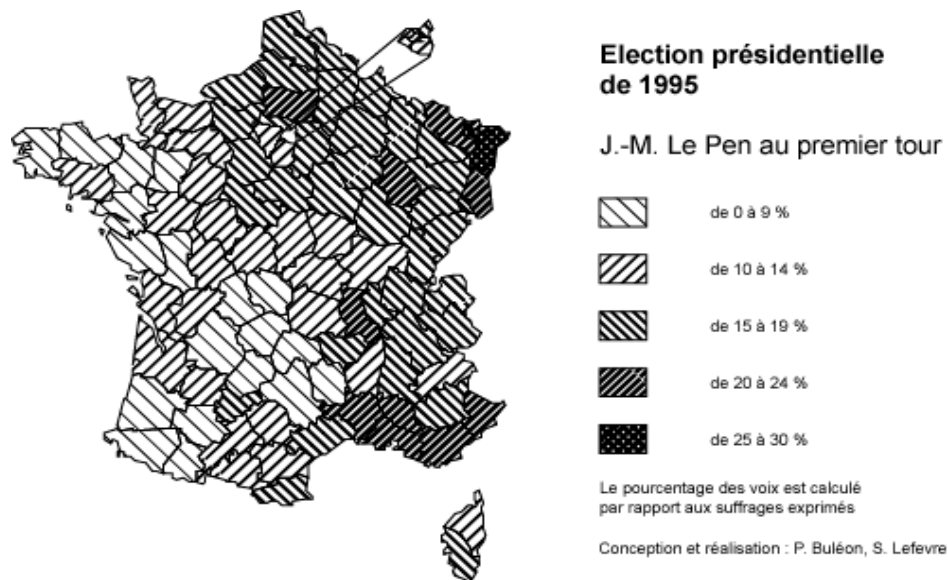 Election présidentielle
de 1995
J.-M. Le Pen au premier tour
de 0 à 9 %
de 10 à 14 %
de 15 à 19 %
de 20 à 24 %
de 25 à 30 %
Le pourcentage des voix est calculé
par rapport aux suffrages exprimés
Conception et réalisation : P. Buléon, S. Lefevre